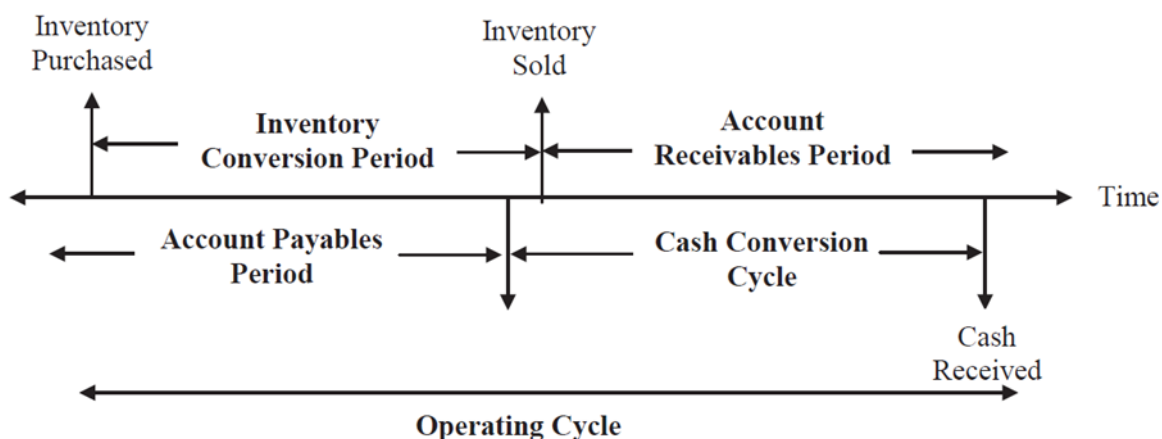 Inventory
Purchased
Inventory
Sold
Inventory
Conversion Period
Account
Receivables Period
Time
Account Payables
Period
Cash Conversion
Cycle
Cash
Received
Operating Cycle